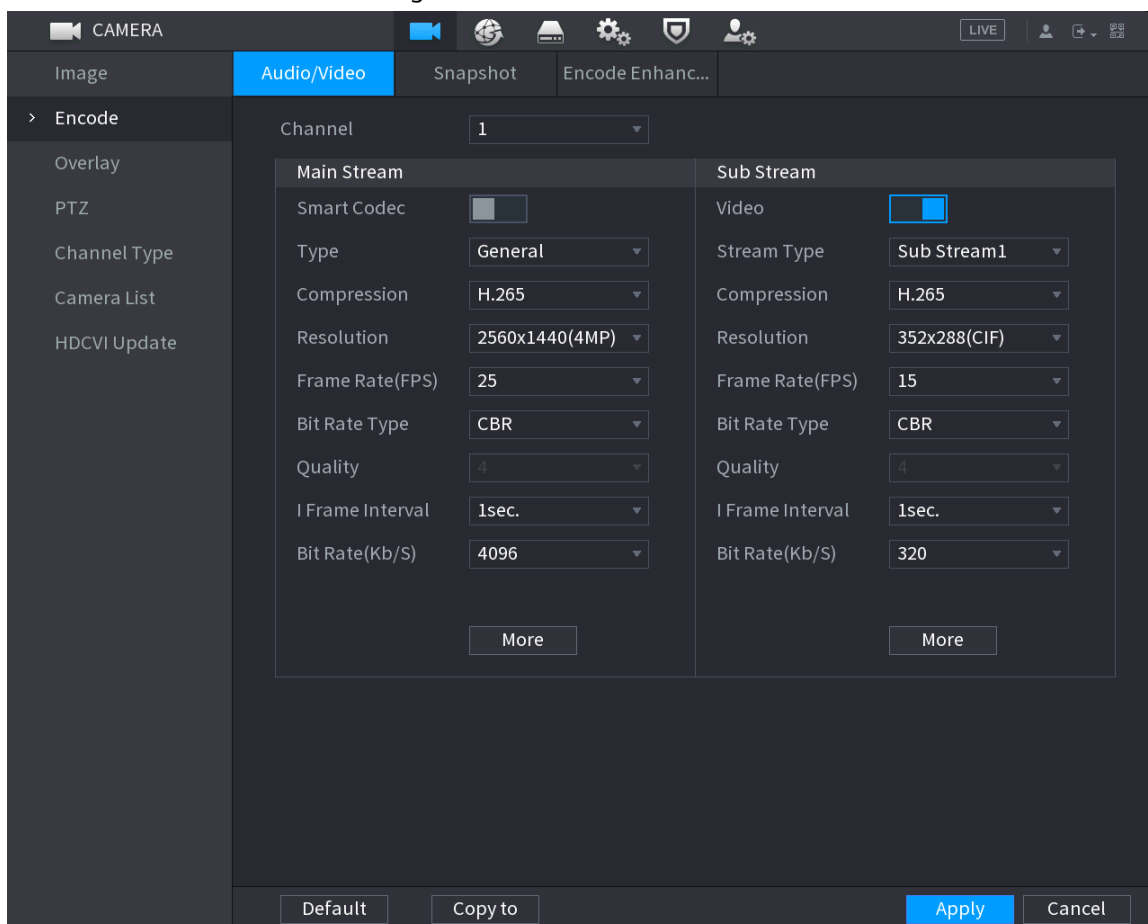 CAMERA
LIVE
Image
Audio/Video
Snapshot
Encode Enhanc...
Encode
Channel
1
Overlay
Main Stream
Sub Stream
PTZ
Smart Codec
Video
Channel Type
Type
General
Stream Type
Sub Stream1
Camera List
Compression
H.265
Compression
H.265
HDCVI Update
Resolution
2560x1440(4MP)
Resolution
352x288(CIF)
Frame Rate(FPS)
25
Frame Rate(FPS)
15
Bit Rate Type
CBR
Bit Rate Type
CBR
Quality
4
Quality
4
I Frame Interval
1sec.
I Frame Interval
1sec.
Bit Rate(Kb/S)
4096
Bit Rate(Kb/S)
320
More
More
Default
Copy to
Apply
Cancel